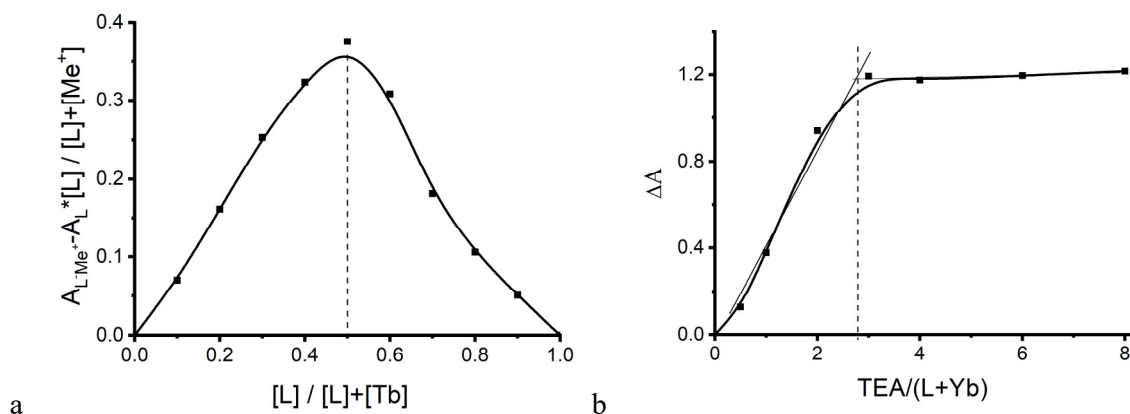 0.4
0.3
0.2
0.1
0.0
A_{L^-Me^+}-A_L*[L] / [L]+[Me^+]
0.0 0.2 0.4 0.6 0.8 1.0
[L] / [L]+[Tb]
a
1.2
0.8
0.4
0.0
ΔA
0 2 4 6 8
TEA/(L+Yb)
b